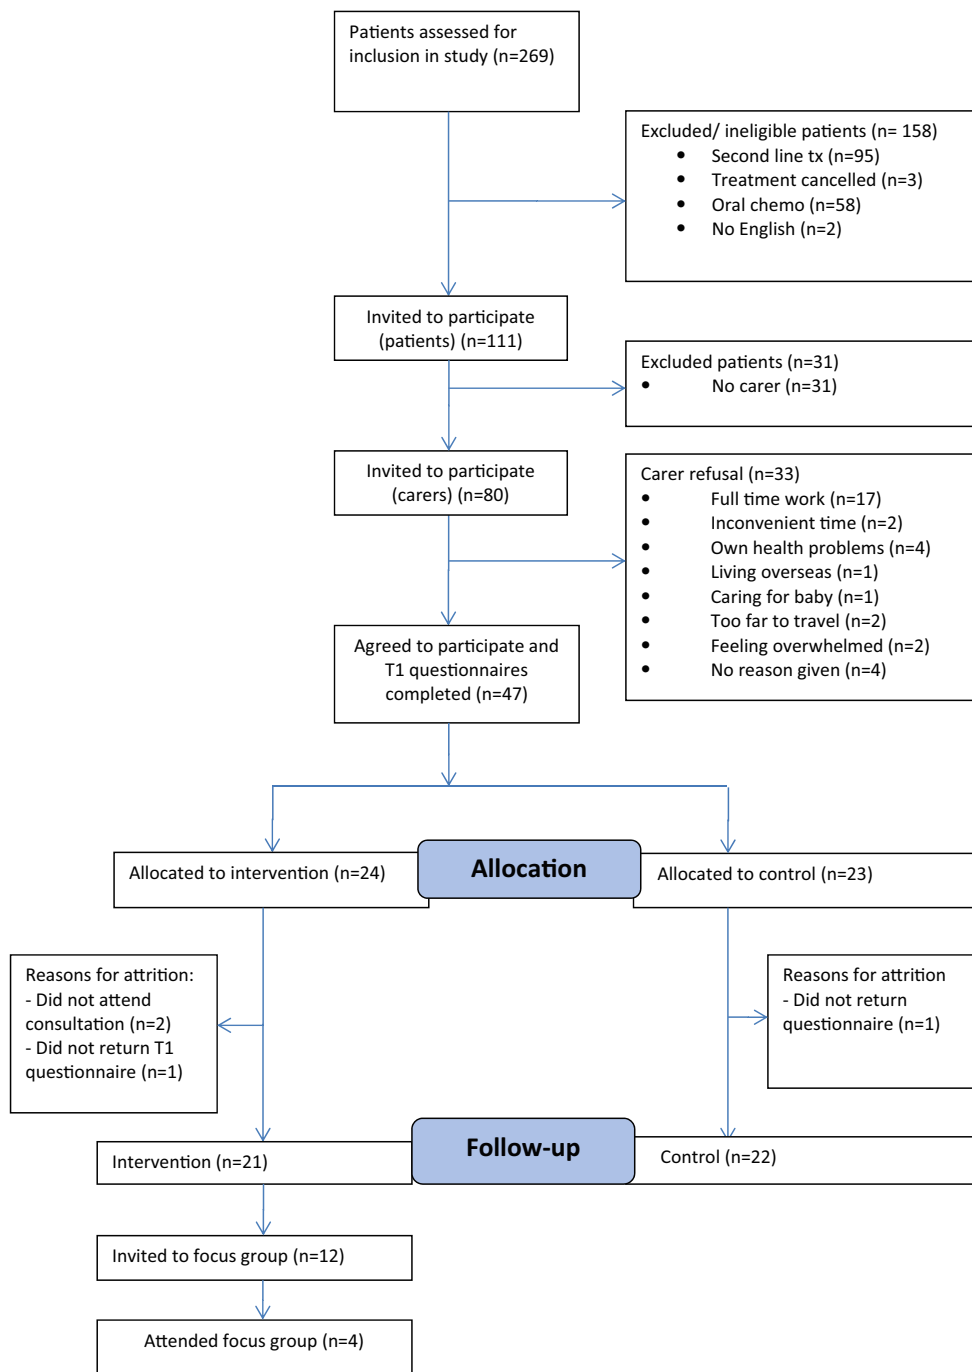 Patients assessed for
inclusion in study (n=269)
Excluded/ ineligible patients (n= 158)
• Second line tx (n=95)
• Treatment cancelled (n=3)
• Oral chemo (n=58)
• No English (n=2)
Invited to participate
(patients) (n=111)
Excluded patients (n=31)
• No carer (n=31)
Invited to participate
(carers) (n=80)
Carer refusal (n=33)
• Full time work (n=17)
• Inconvenient time (n=2)
• Own health problems (n=4)
• Living overseas (n=1)
• Caring for baby (n=1)
• Too far to travel (n=2)
• Feeling overwhelmed (n=2)
• No reason given (n=4)
Agreed to participate and
T1 questionnaires
completed (n=47)
Allocated to intervention (n=24)
Allocation
Allocated to control (n=23)
Reasons for attrition:
- Did not attend
consultation (n=2)
- Did not return T1
questionnaire (n=1)
Reasons for attrition
- Did not return
questionnaire (n=1)
Intervention (n=21)
Follow-up
Control (n=22)
Invited to focus group (n=12)
Attended focus group (n=4)